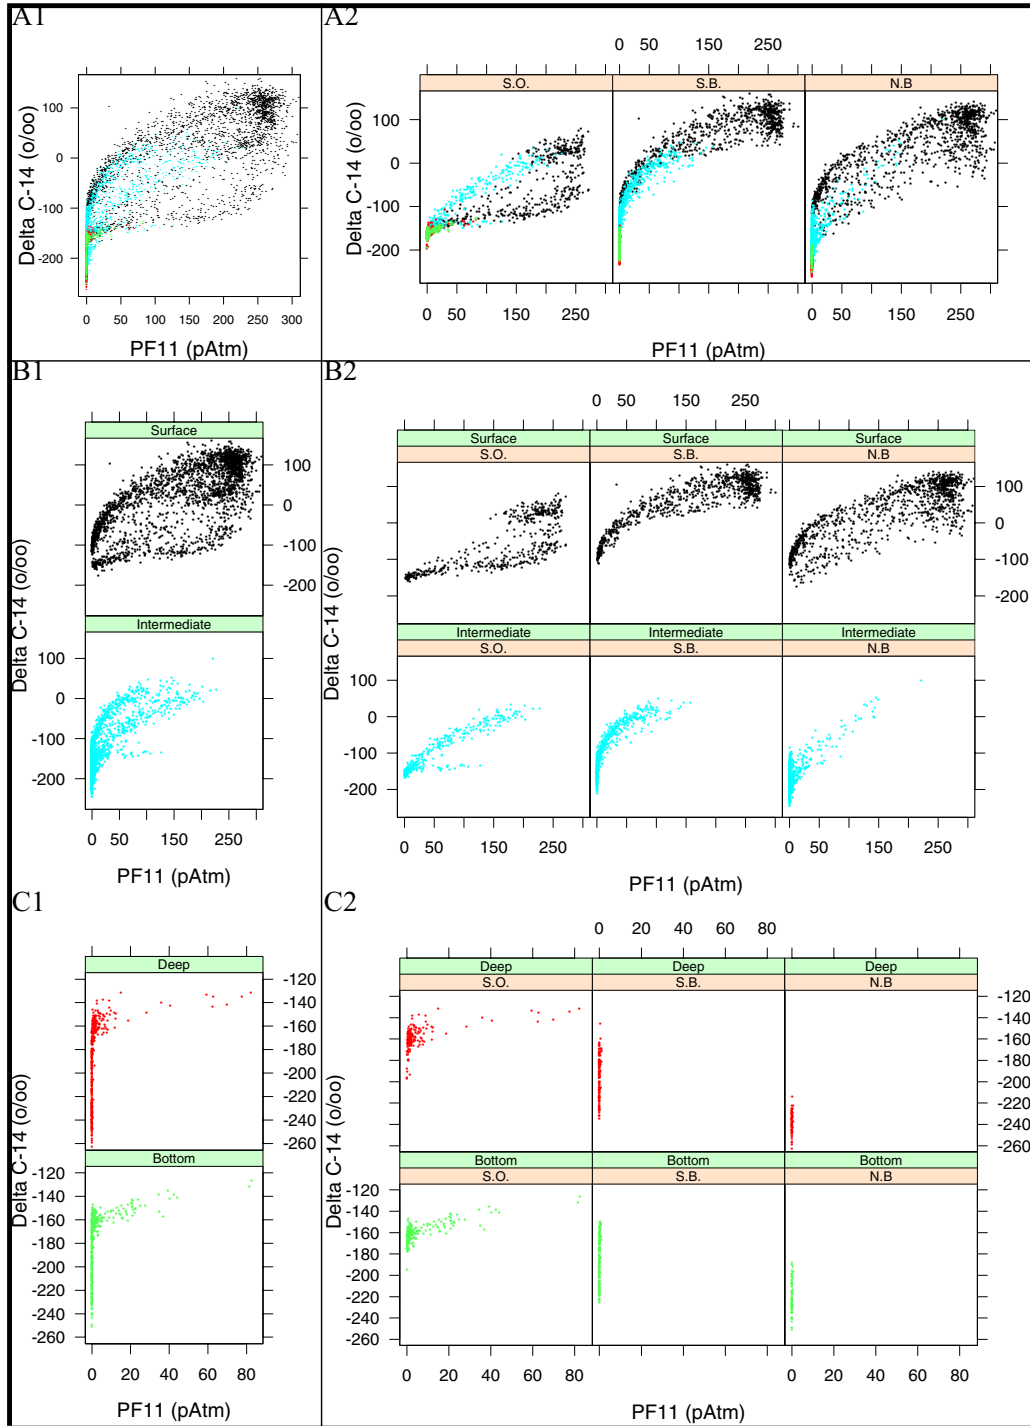 A1
A2
0 50 150 250
S.O. S.B. N.B
100
0
-100
-200
Delta C-14 (o/oo)
0 50 100 150 200 250 300
PF11 (pAtm)
100
0
-100
-200
Delta C-14 (o/oo)
0 50 150 250
0 50 150 250
PF11 (pAtm)
B1
B2
0 50 150 250
Surface
100
0
-100
-200
Intermediate
100
0
-100
-200
Delta C-14 (o/oo)
0 50 150 250
PF11 (pAtm)
Surface Surface Surface
S.O. S.B. N.B
100
0
-100
-200
Intermediate Intermediate Intermediate
S.O. S.B. N.B
100
0
-100
-200
Delta C-14 (o/oo)
0 50 150 250
0 50 150 250
PF11 (pAtm)
C1
C2
0 20 40 60 80
Deep
-120
-140
-160
-180
-200
-220
-240
-260
Bottom
-120
-140
-160
-180
-200
-220
-240
-260
Delta C-14 (o/oo)
0 20 40 60 80
PF11 (pAtm)
Deep Deep Deep
S.O. S.B. N.B
-120
-140
-160
-180
-200
-220
-240
-260
Bottom Bottom Bottom
S.O. S.B. N.B
-120
-140
-160
-180
-200
-220
-240
-260
Delta C-14 (o/oo)
0 20 40 60 80
0 20 40 60 80
PF11 (pAtm)